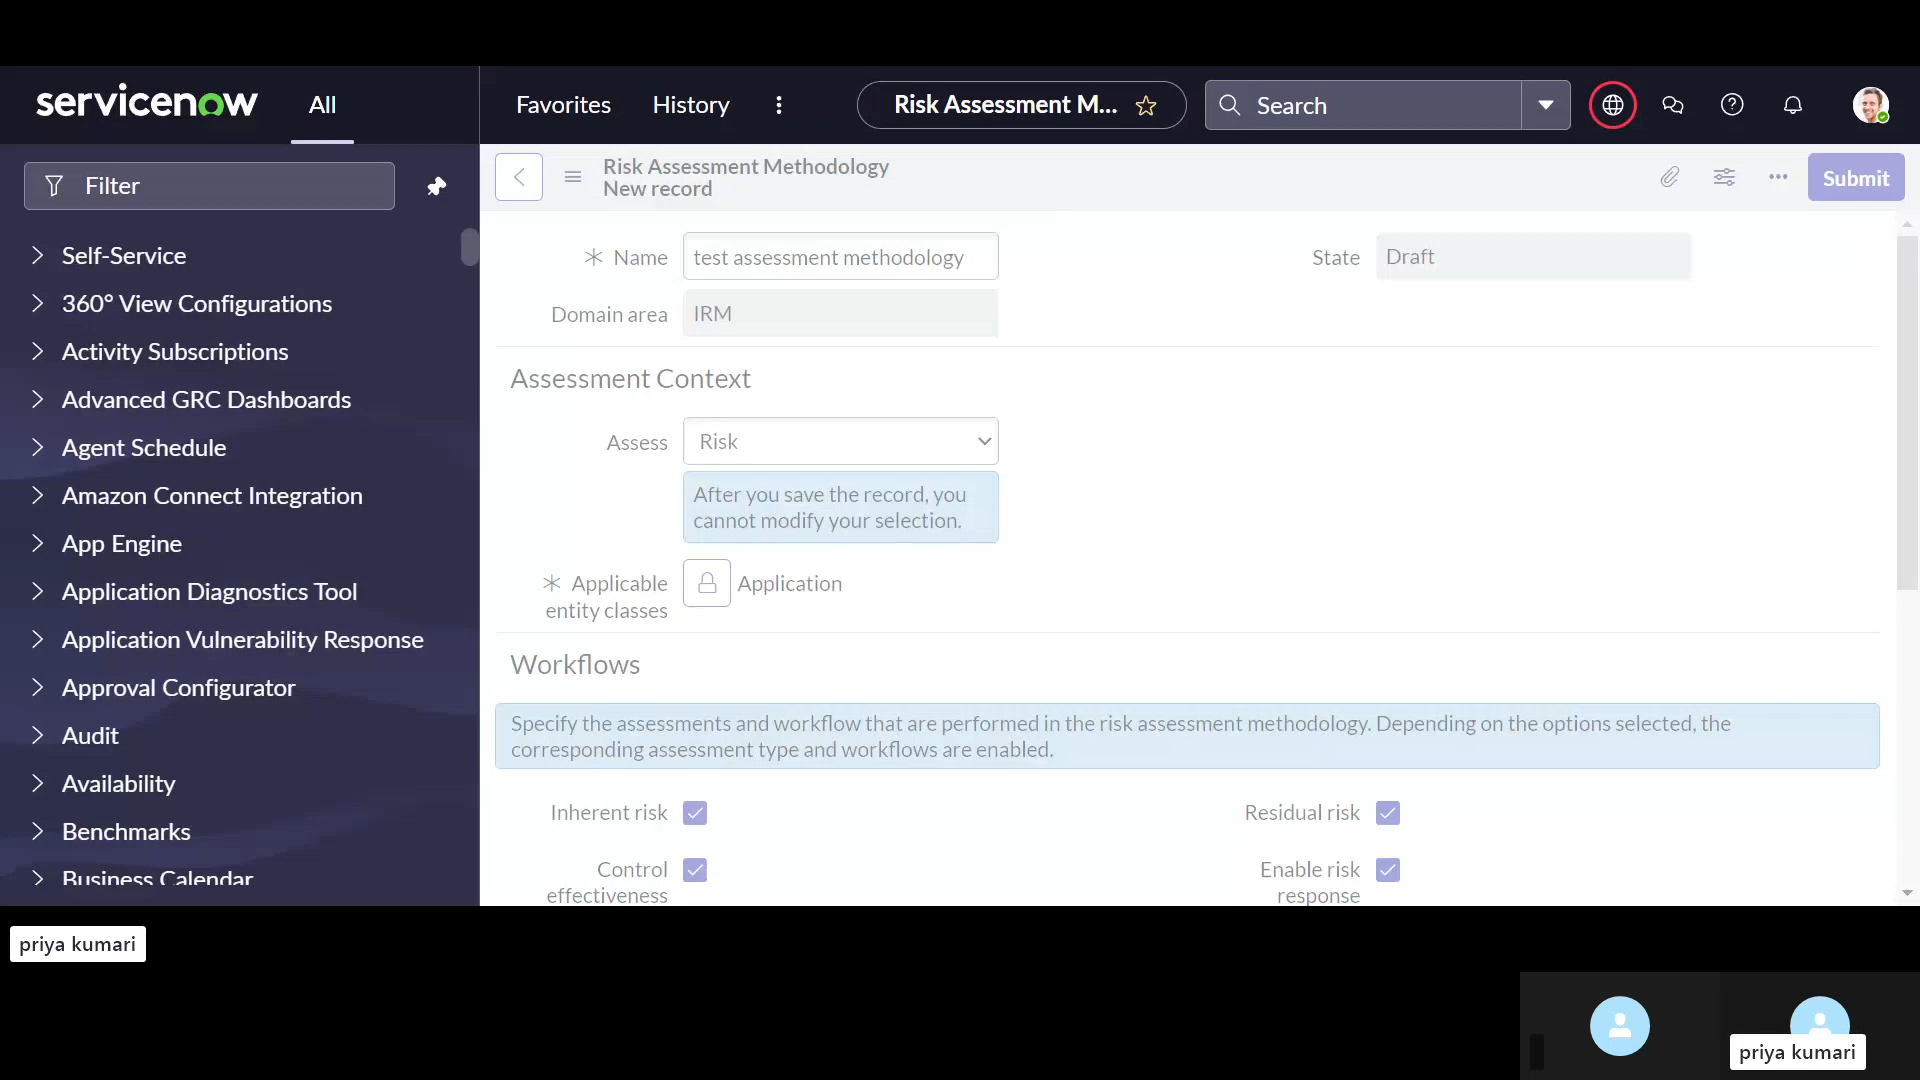 servicenow
All
Favorites
History
Risk Assessment M...
Search
Filter
Self-Service
360° View Configurations
Activity Subscriptions
Advanced GRC Dashboards
Agent Schedule
Amazon Connect Integration
App Engine
Application Diagnostics Tool
Application Vulnerability Response
Approval Configurator
Audit
Availability
Benchmarks
Business Calendar
Risk Assessment Methodology
New record
Submit
Name
test assessment methodology
State
Draft
Domain area
IRM
Assessment Context
Assess
Risk
After you save the record, you
cannot modify your selection.
Applicable
entity classes
Application
Workflows
Specify the assessments and workflow that are performed in the risk assessment methodology. Depending on the options selected, the
corresponding assessment type and workflows are enabled.
Inherent risk
Residual risk
Control
effectiveness
Enable risk
response
priya kumari
priya kumari